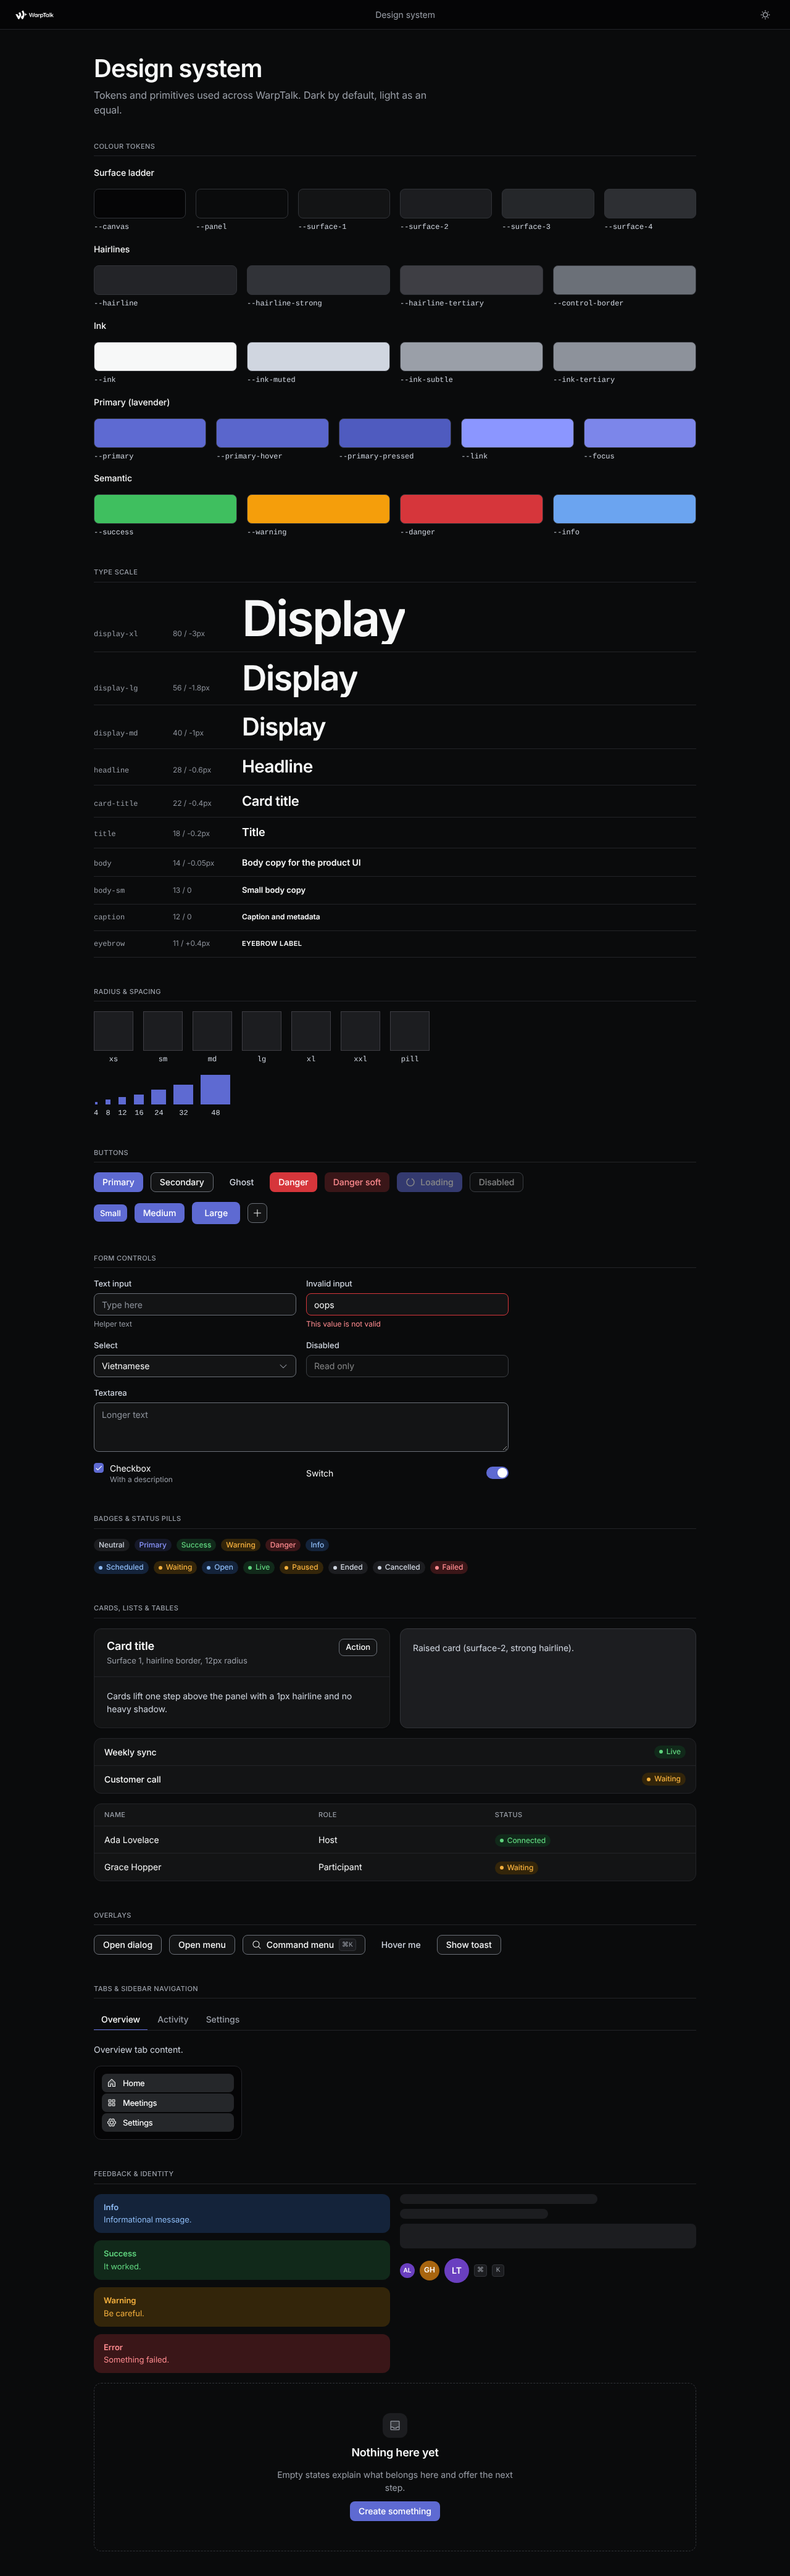 WarpTalk
Design system
Design system
Tokens and primitives used across WarpTalk. Dark by default, light as an
equal.
COLOUR TOKENS
Surface ladder
--canvas
--panel
--surface-1
--surface-2
--surface-3
--surface-4
Hairlines
--hairline
--hairline-strong
--hairline-tertiary
--control-border
Ink
--ink
--ink-muted
--ink-subtle
--ink-tertiary
Primary (lavender)
--primary
--primary-hover
--primary-pressed
--link
--focus
Semantic
--success
--warning
--danger
--info
TYPE SCALE
display-xl 80 / -3px Display
display-lg 56 / -1.8px Display
display-md 40 / -1px Display
headline 28 / -0.6px Headline
card-title 22 / -0.4px Card title
title 18 / -0.2px Title
body 14 / -0.05px Body copy for the product UI
body-sm 13 / 0 Small body copy
caption 12 / 0 Caption and metadata
eyebrow 11 / +0.4px EYEBROW LABEL
RADIUS & SPACING
xs sm md lg xl xxl pill
4 8 12 16 24 32 48
BUTTONS
Primary Secondary Ghost Danger Danger soft Loading Disabled
Small Medium Large
FORM CONTROLS
Text input
Type here
Helper text
Invalid input
oops
This value is not valid
Select
Vietnamese
Disabled
Read only
Textarea
Longer text
Checkbox
With a description
Switch
BADGES & STATUS PILLS
Neutral Primary Success Warning Danger Info
Scheduled Waiting Open Live Paused Ended Cancelled Failed
CARDS, LISTS & TABLES
Card title
Surface 1, hairline border, 12px radius
Action
Cards lift one step above the panel with a 1px hairline and no
heavy shadow.
Raised card (surface-2, strong hairline).
Weekly sync Live
Customer call Waiting
NAME ROLE STATUS
Ada Lovelace Host Connected
Grace Hopper Participant Waiting
OVERLAYS
Open dialog Open menu Command menu ⌘K Hover me Show toast
TABS & SIDEBAR NAVIGATION
Overview Activity Settings
Overview tab content.
Home
Meetings
Settings
FEEDBACK & IDENTITY
Info
Informational message.
Success
It worked.
Warning
Be careful.
Error
Something failed.
AL GH LT ⌘ K
Nothing here yet
Empty states explain what belongs here and offer the next
step.
Create something